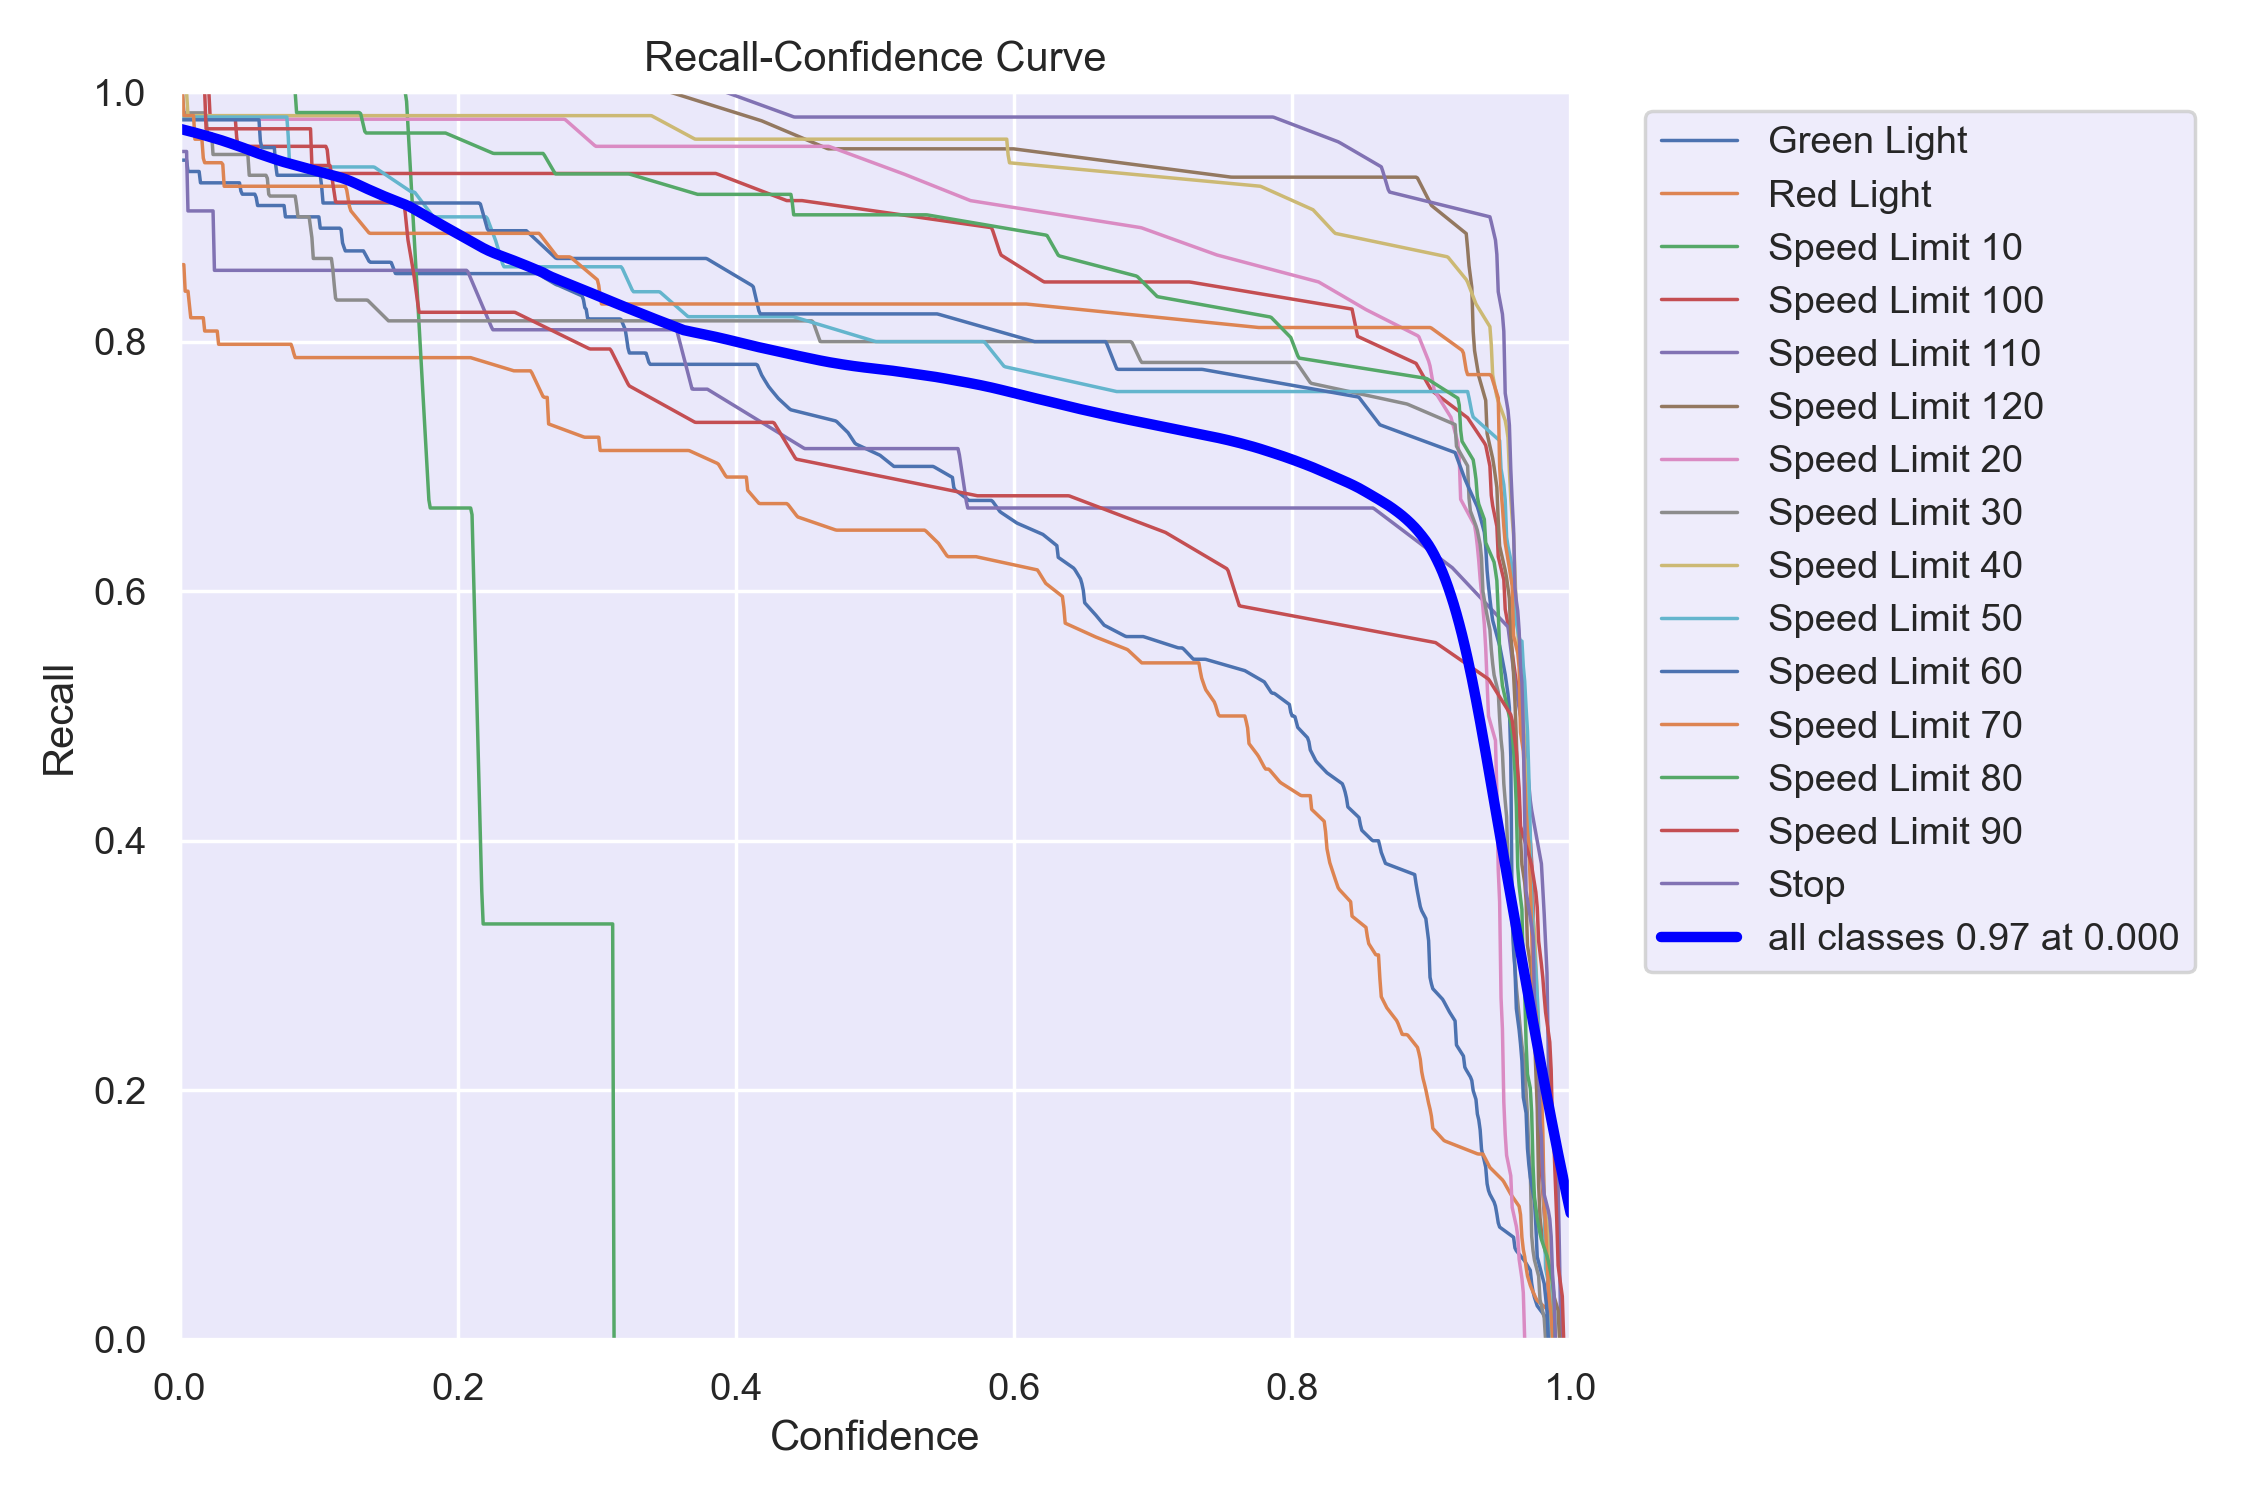 Recall-Confidence Curve
1.0
0.8
0.6
0.4
0.2
0.0
Recall
0.0 0.2 0.4 0.6 0.8 1.0
Confidence
Green Light
Red Light
Speed Limit 10
Speed Limit 100
Speed Limit 110
Speed Limit 120
Speed Limit 20
Speed Limit 30
Speed Limit 40
Speed Limit 50
Speed Limit 60
Speed Limit 70
Speed Limit 80
Speed Limit 90
Stop
all classes 0.97 at 0.000